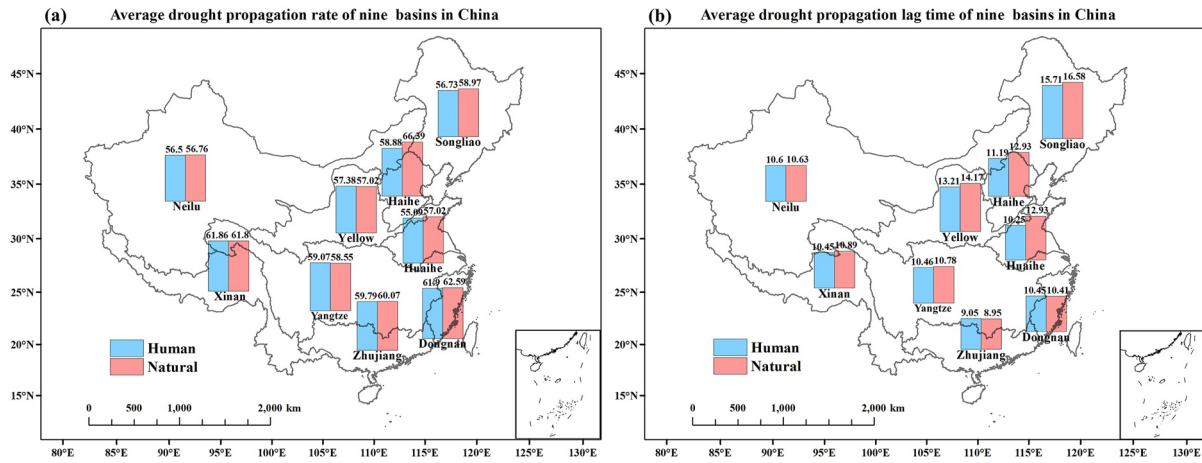 (a) Average drought propagation rate of nine basins in China
45°N
40°N
35°N
30°N
25°N
20°N
15°N
56.73 58.97
Songliao
58.88 66.39
Haihe
56.5 56.76
Neilu
57.38 57.02
Yellow
55.09 57.02
Huaihe
61.86 61.8
Xinan
59.07 58.55
Yangtze
59.79 60.07
Zhujiang
61.9 62.59
Dongnan
Human
Natural
0 500 1,000 2,000 km
80°E 85°E 90°E 95°E 100°E 105°E 110°E 115°E 120°E 125°E 130°E
(b) Average drought propagation lag time of nine basins in China
45°N
40°N
35°N
30°N
25°N
20°N
15°N
15.71 16.58
Songliao
11.19 12.93
Haihe
10.6 10.63
Neilu
13.21 14.17
Yellow
10.25 12.93
Huaihe
10.45 10.89
Xinan
10.46 10.78
Yangtze
9.05 8.95
Zhujiang
10.45 10.41
Dongnan
Human
Natural
0 500 1,000 2,000 km
80°E 85°E 90°E 95°E 100°E 105°E 110°E 115°E 120°E 125°E 130°E